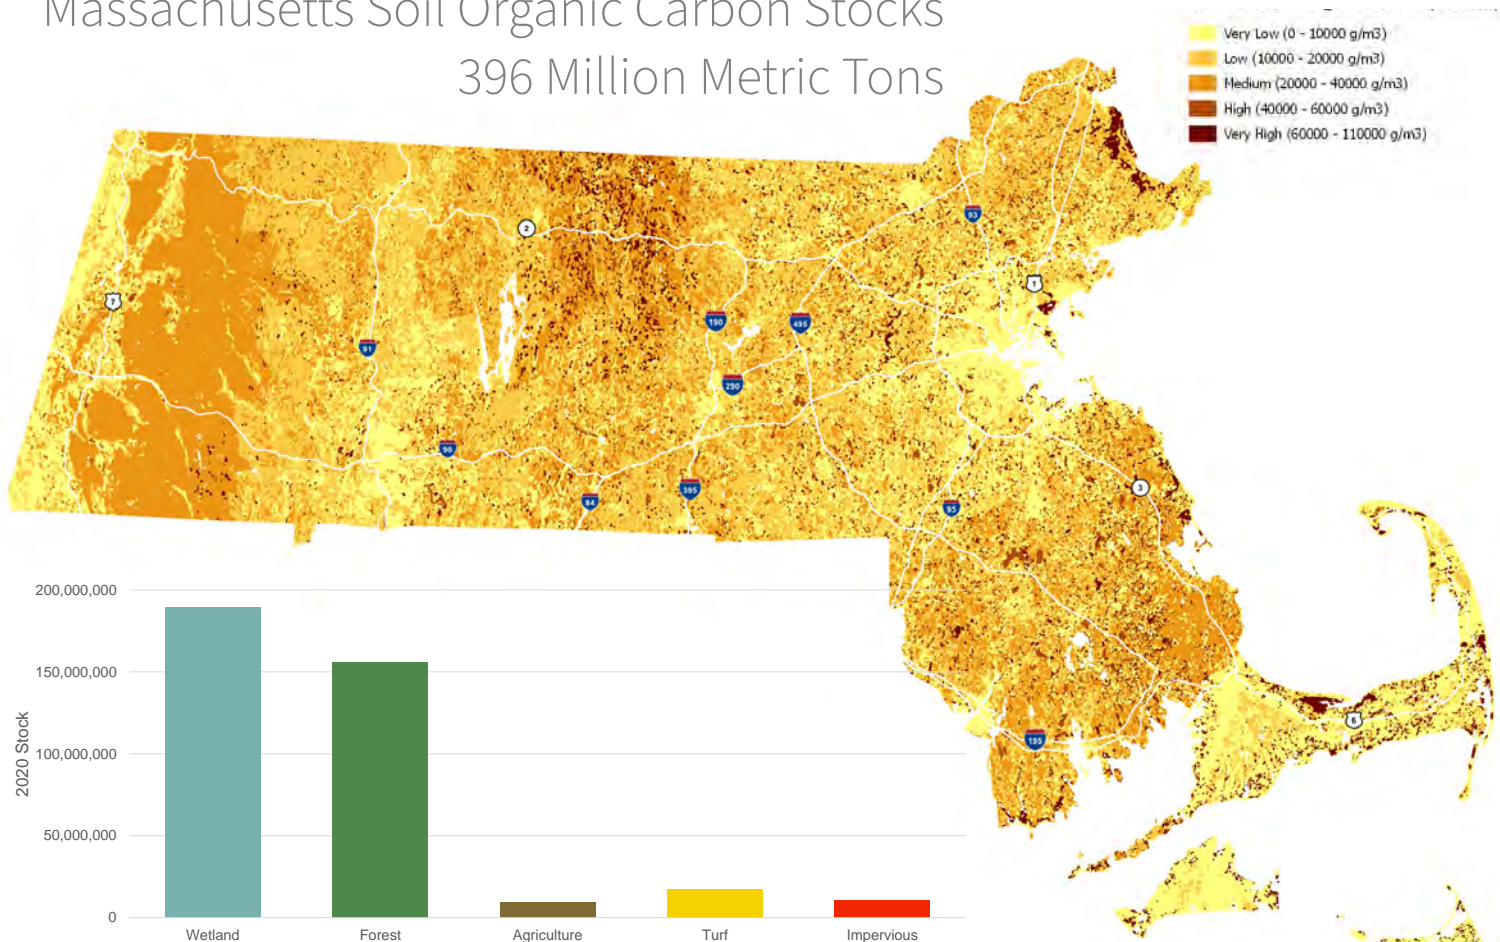 Massachusetts Soil Organic Carbon Stocks
396 Million Metric Tons
Very Low (0 - 10000 g/m3)
Low (10000 - 20000 g/m3)
Medium (20000 - 40000 g/m3)
High (40000 - 60000 g/m3)
Very High (60000 - 110000 g/m3)
93
2
1
7
190
495
91
290
90
395
84
3
95
6
195
200,000,000
150,000,000
100,000,000
50,000,000
0
2020 Stock
Wetland
Forest
Agriculture
Turf
Impervious